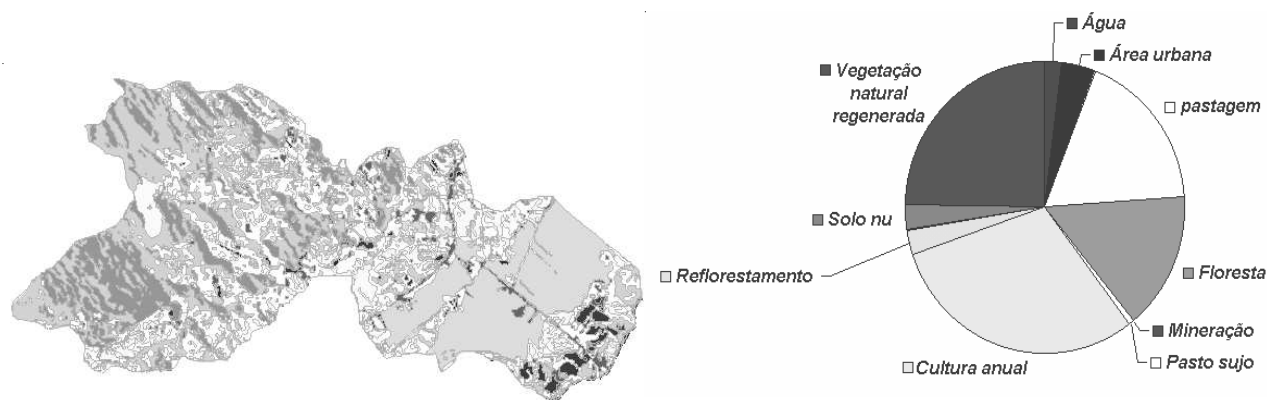 Água
Área urbana
Vegetação
natural
regenerada
pastagem
Solo nu
Floresta
Reflorestamento
Mineração
Pasto sujo
Cultura anual